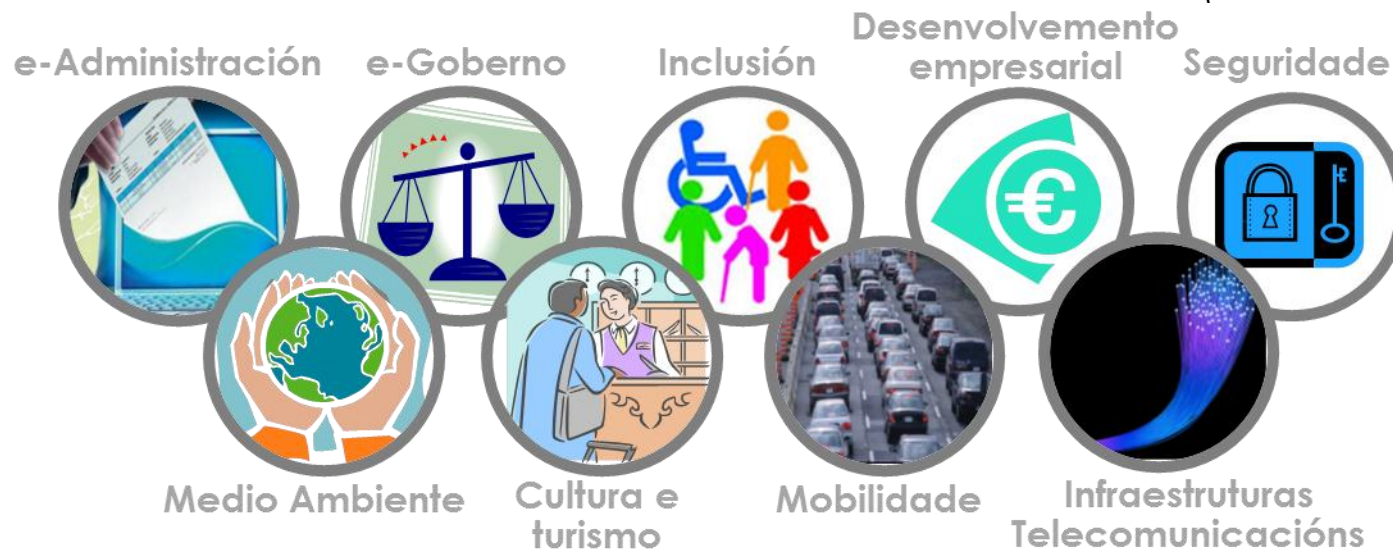 e-Administración
e-Goberno
Inclusión
Desenvolvemento
empresarial
Seguridade
Medio Ambiente
Cultura e
turismo
Mobilidade
Infraestruturas
Telecomunicacións